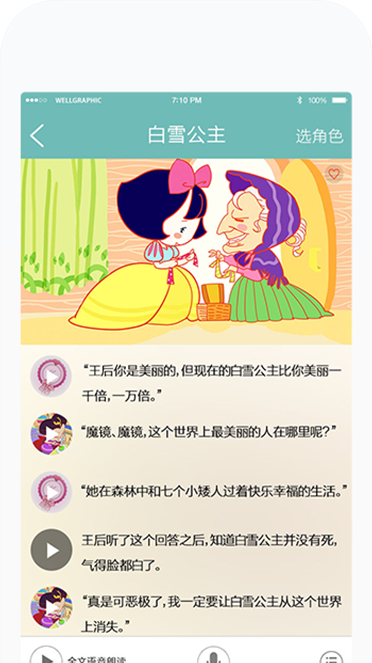 WELLGRAPHIC 7:10 PM 100%
白雪公主 选角色
“王后你是美丽的,但现在的白雪公主比你美丽一
千倍,一万倍。”
“魔镜、魔镜,这个世界上最美丽的人在哪里呢?”
“她在森林中和七个小矮人过着快乐幸福的生活。”
王后听了这个回答之后,知道白雪公主并没有死,
气得脸都白了。
“真是可恶极了,我一定要让白雪公主从这个世界
上消失。”
全文语音朗读